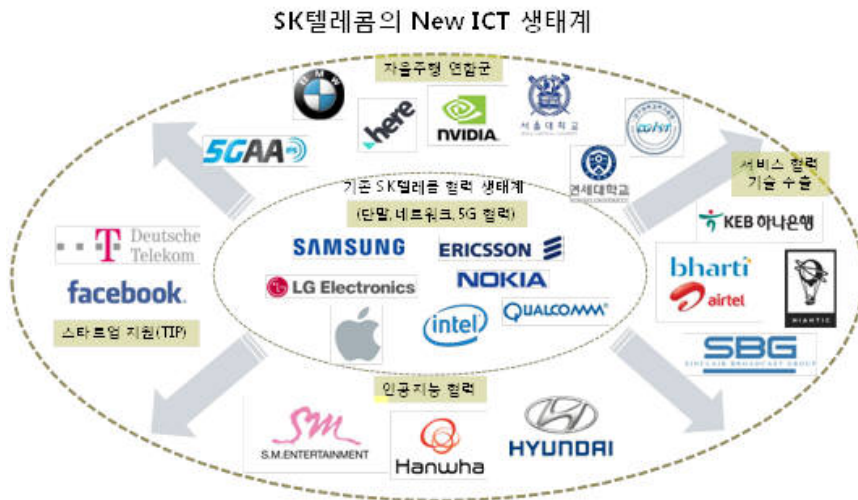 SK텔레콤의 New ICT 생태계
자율주행 연합군
BMW
here
NVIDIA
서울대학교
5GAA
연세대학교
서비스 협력
기술 수출
기존 SK텔레콤 협력 생태계
(단말,네트워크,5G 협력)
KEB 하나은행
T Deutsche
Telekom
SAMSUNG
ERICSSON
bharti
airtel
NIANTIC
facebook
LG Electronics
NOKIA
intel
QUALCOMM
스타트업 지원(TIP)
SBG
SINCLAIR BROADCAST GROUP
인공지능 협력
SM
S.M.ENTERTAINMENT
Hanwha
HYUNDAI